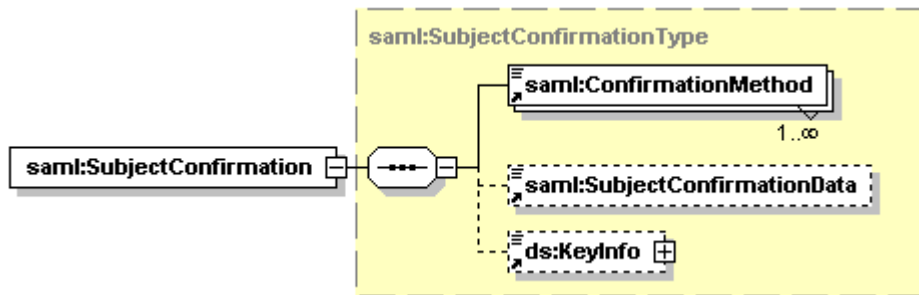 saml:SubjectConfirmationType
saml:ConfirmationMethod
1..∞
saml:SubjectConfirmation
saml:SubjectConfirmationData
ds:KeyInfo